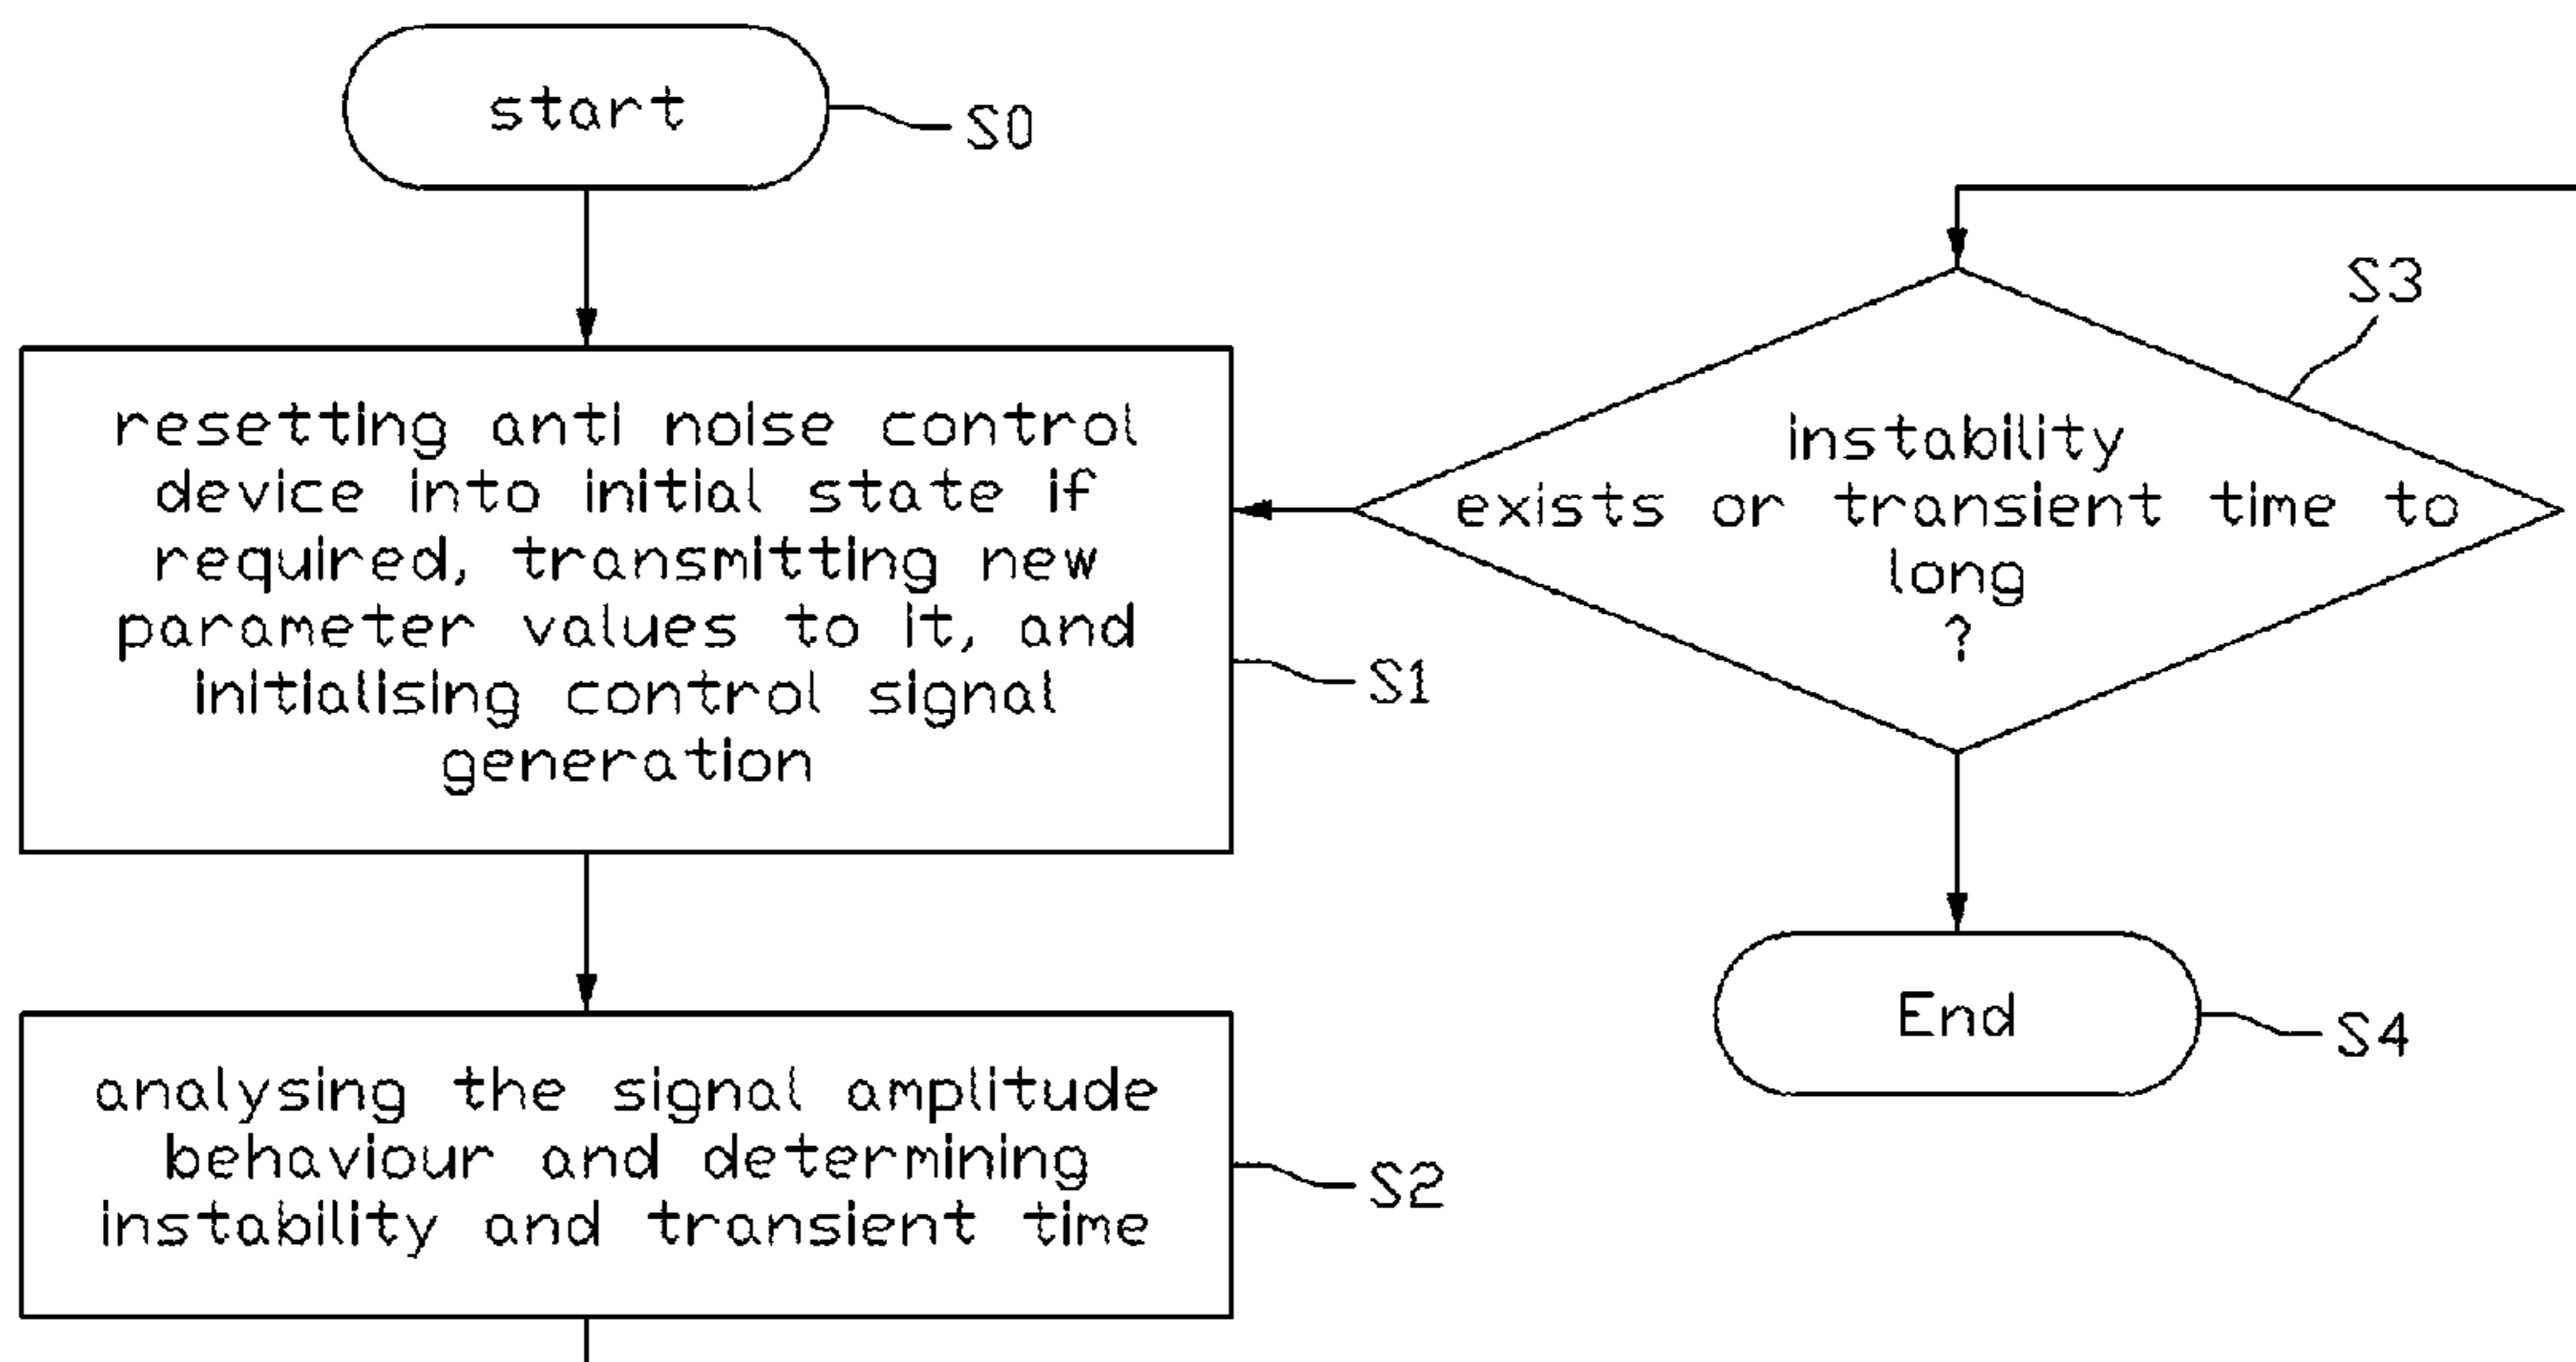 start
S0
resetting anti noise control
device into initial state if
required, transmitting new
parameter values to it, and
initialising control signal
generation
S1
analysing the signal amplitude
behaviour and determining
instability and transient time
S2
S3
instability
exists or transient time to
long
?
End
S4